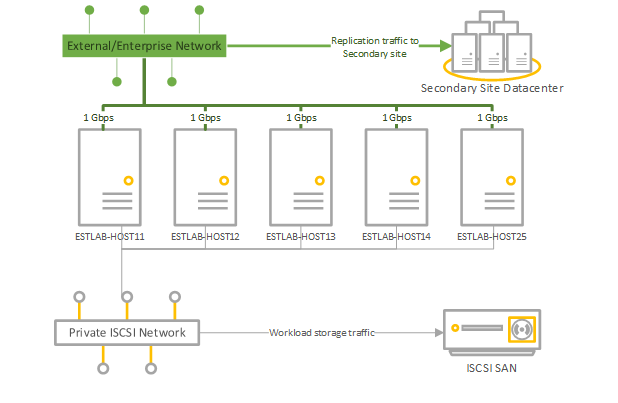 External/Enterprise Network
Replication traffic to
Secondary site
Secondary Site Datacenter
1 Gbps
1 Gbps
1 Gbps
1 Gbps
1 Gbps
ESTLAB-HOST11
ESTLAB-HOST12
ESTLAB-HOST13
ESTLAB-HOST14
ESTLAB-HOST25
Private ISCSI Network
Workload storage traffic
ISCSI SAN